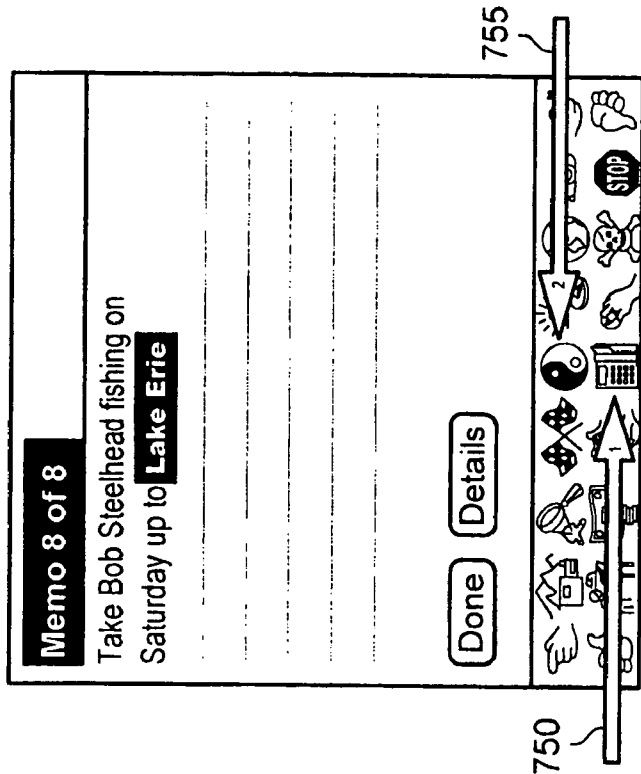 Memo 8 of 8
Take Bob Steelhead fishing on
Saturday up to Lake Erie
Done Details
2
STOP
1
750
755